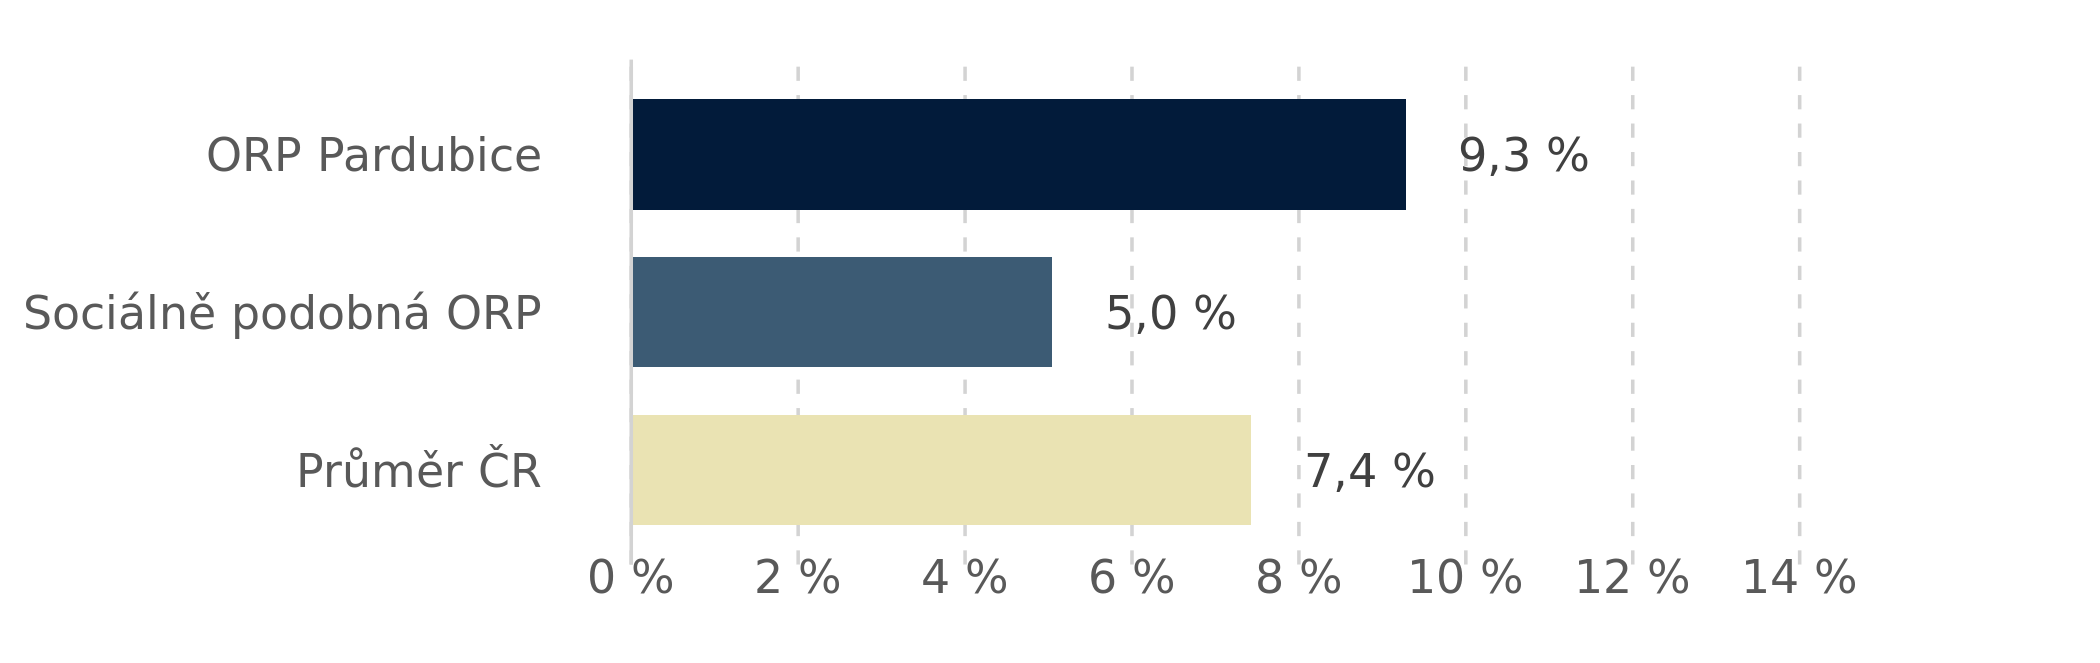 ORP Pardubice 9,3 %
Sociálně podobná ORP 5,0 %
Průměr ČR 7,4 %
0 % 2 % 4 % 6 % 8 % 10 % 12 % 14 %